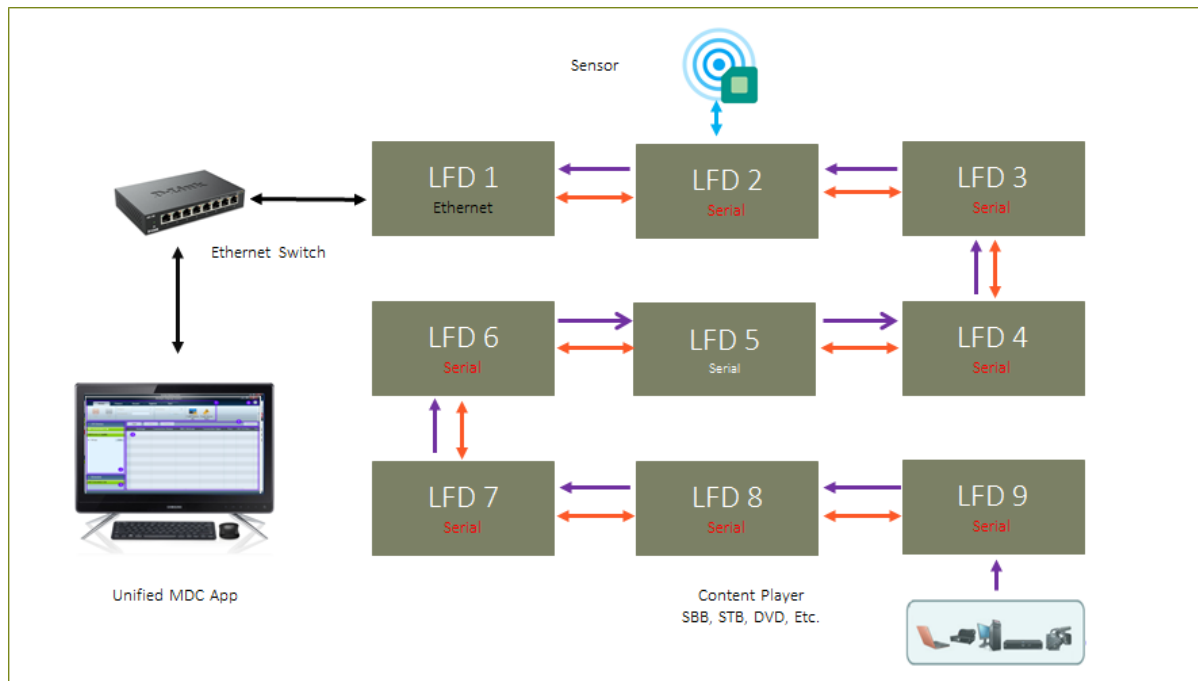 Sensor
LFD 1
Ethernet
LFD 2
Serial
LFD 3
Serial
D-Link
Ethernet Switch
LFD 6
Serial
LFD 5
Serial
LFD 4
Serial
LFD 7
Serial
LFD 8
Serial
LFD 9
Serial
Unified MDC App
Content Player
SBB, STB, DVD, Etc.